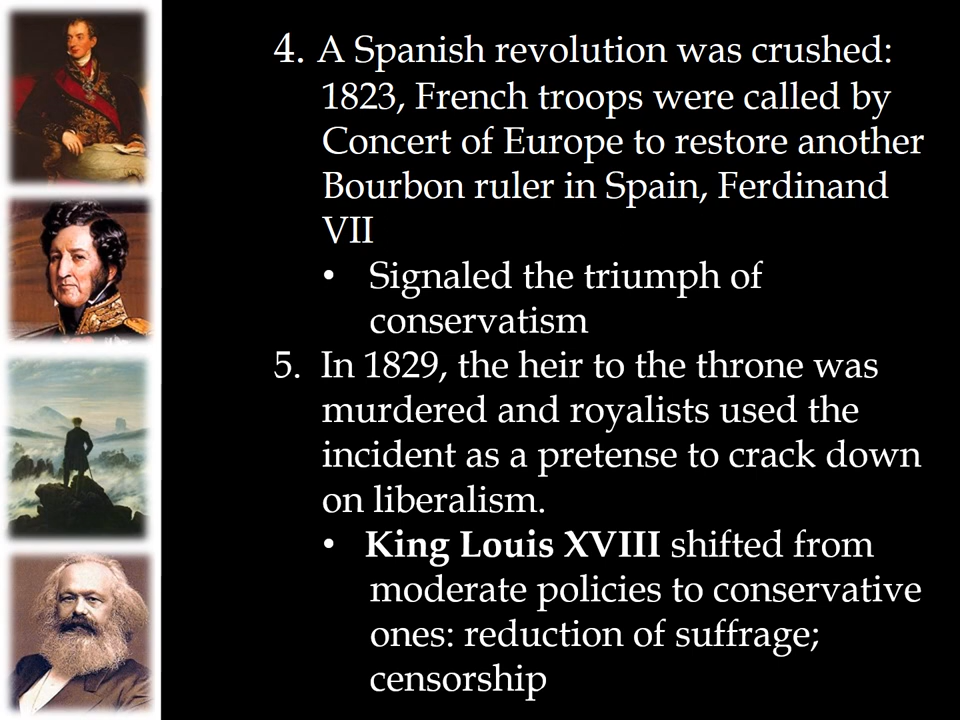 4. A Spanish revolution was crushed:
1823, French troops were called by
Concert of Europe to restore another
Bourbon ruler in Spain, Ferdinand
VII
• Signaled the triumph of
conservatism
5. In 1829, the heir to the throne was
murdered and royalists used the
incident as a pretense to crack down
on liberalism.
• King Louis XVIII shifted from
moderate policies to conservative
ones: reduction of suffrage;
censorship